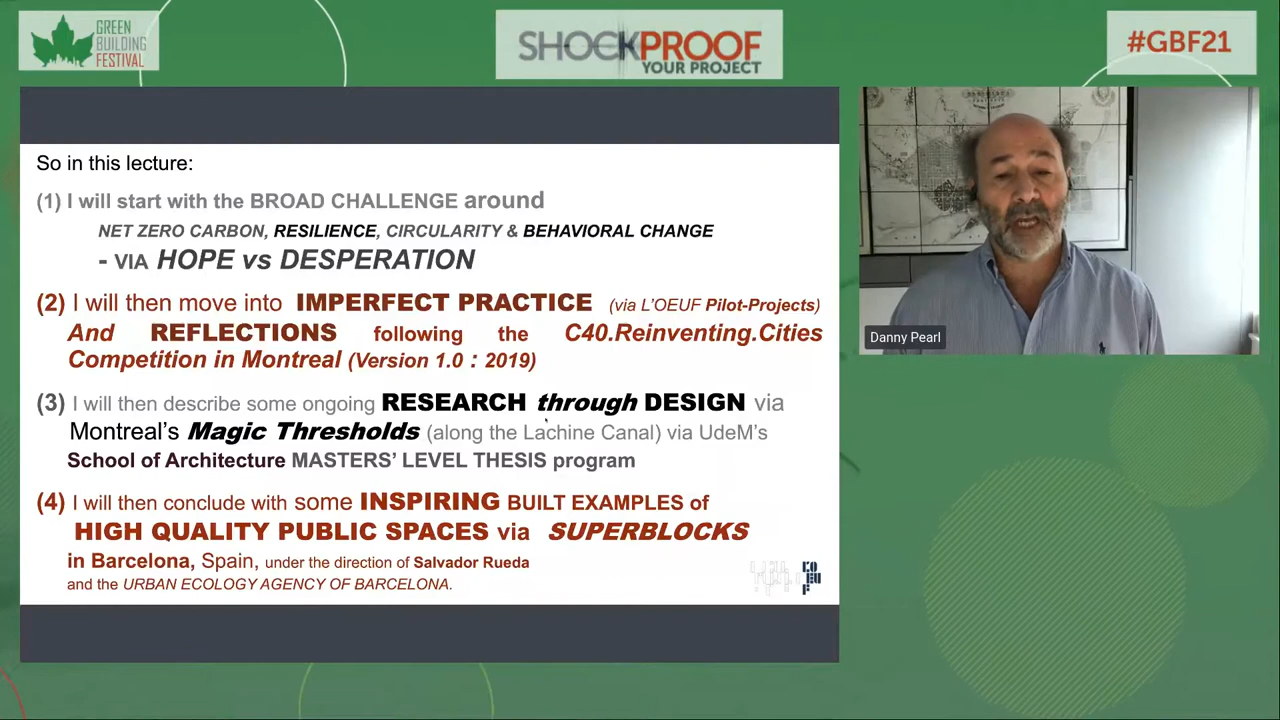 GREEN
BUILDING
FESTIVAL
SHOCKPROOF
YOUR PROJECT
#GBF21
So in this lecture:
(1) I will start with the BROAD CHALLENGE around
NET ZERO CARBON, RESILIENCE, CIRCULARITY & BEHAVIORAL CHANGE
- VIA HOPE vs DESPERATION
(2) I will then move into IMPERFECT PRACTICE (via L'OEUF Pilot-Projects)
And REFLECTIONS following the C40.Reinventing.Cities
Competition in Montreal (Version 1.0 : 2019)
(3) I will then describe some ongoing RESEARCH through DESIGN via
Montreal's Magic Thresholds (along the Lachine Canal) via UdeM's
School of Architecture MASTERS' LEVEL THESIS program
(4) I will then conclude with some INSPIRING BUILT EXAMPLES of
HIGH QUALITY PUBLIC SPACES via SUPERBLOCKS
in Barcelona, Spain, under the direction of Salvador Rueda
and the URBAN ECOLOGY AGENCY OF BARCELONA.
LO
EU
F
Danny Pearl